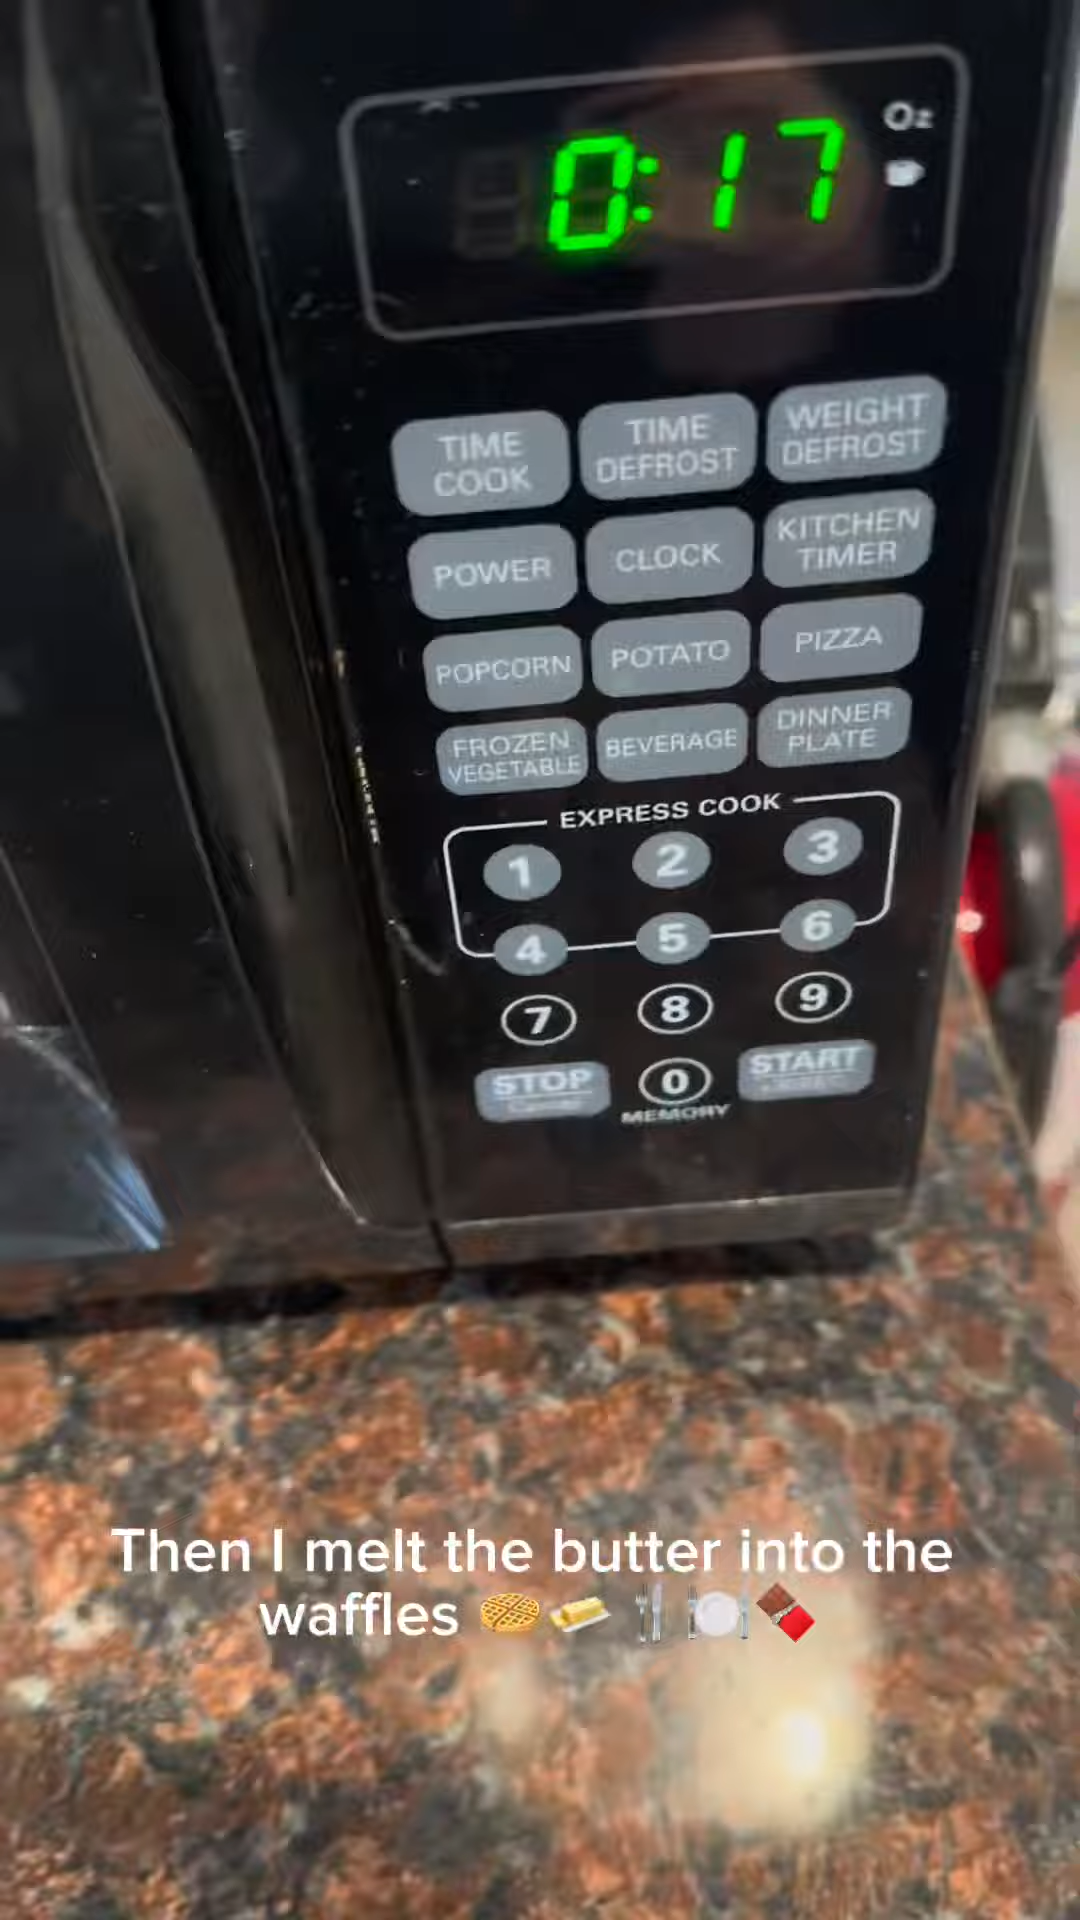 0:17
Oz
TIME COOK
TIME DEFROST
WEIGHT DEFROST
POWER
CLOCK
KITCHEN TIMER
POPCORN
POTATO
PIZZA
FROZEN VEGETABLE
BEVERAGE
DINNER PLATE
EXPRESS COOK
1 2 3
4 5 6
7 8 9
STOP
0
START
MEMORY
Then I melt the butter into the
waffles 🧇🧈🍴🍽️🍫